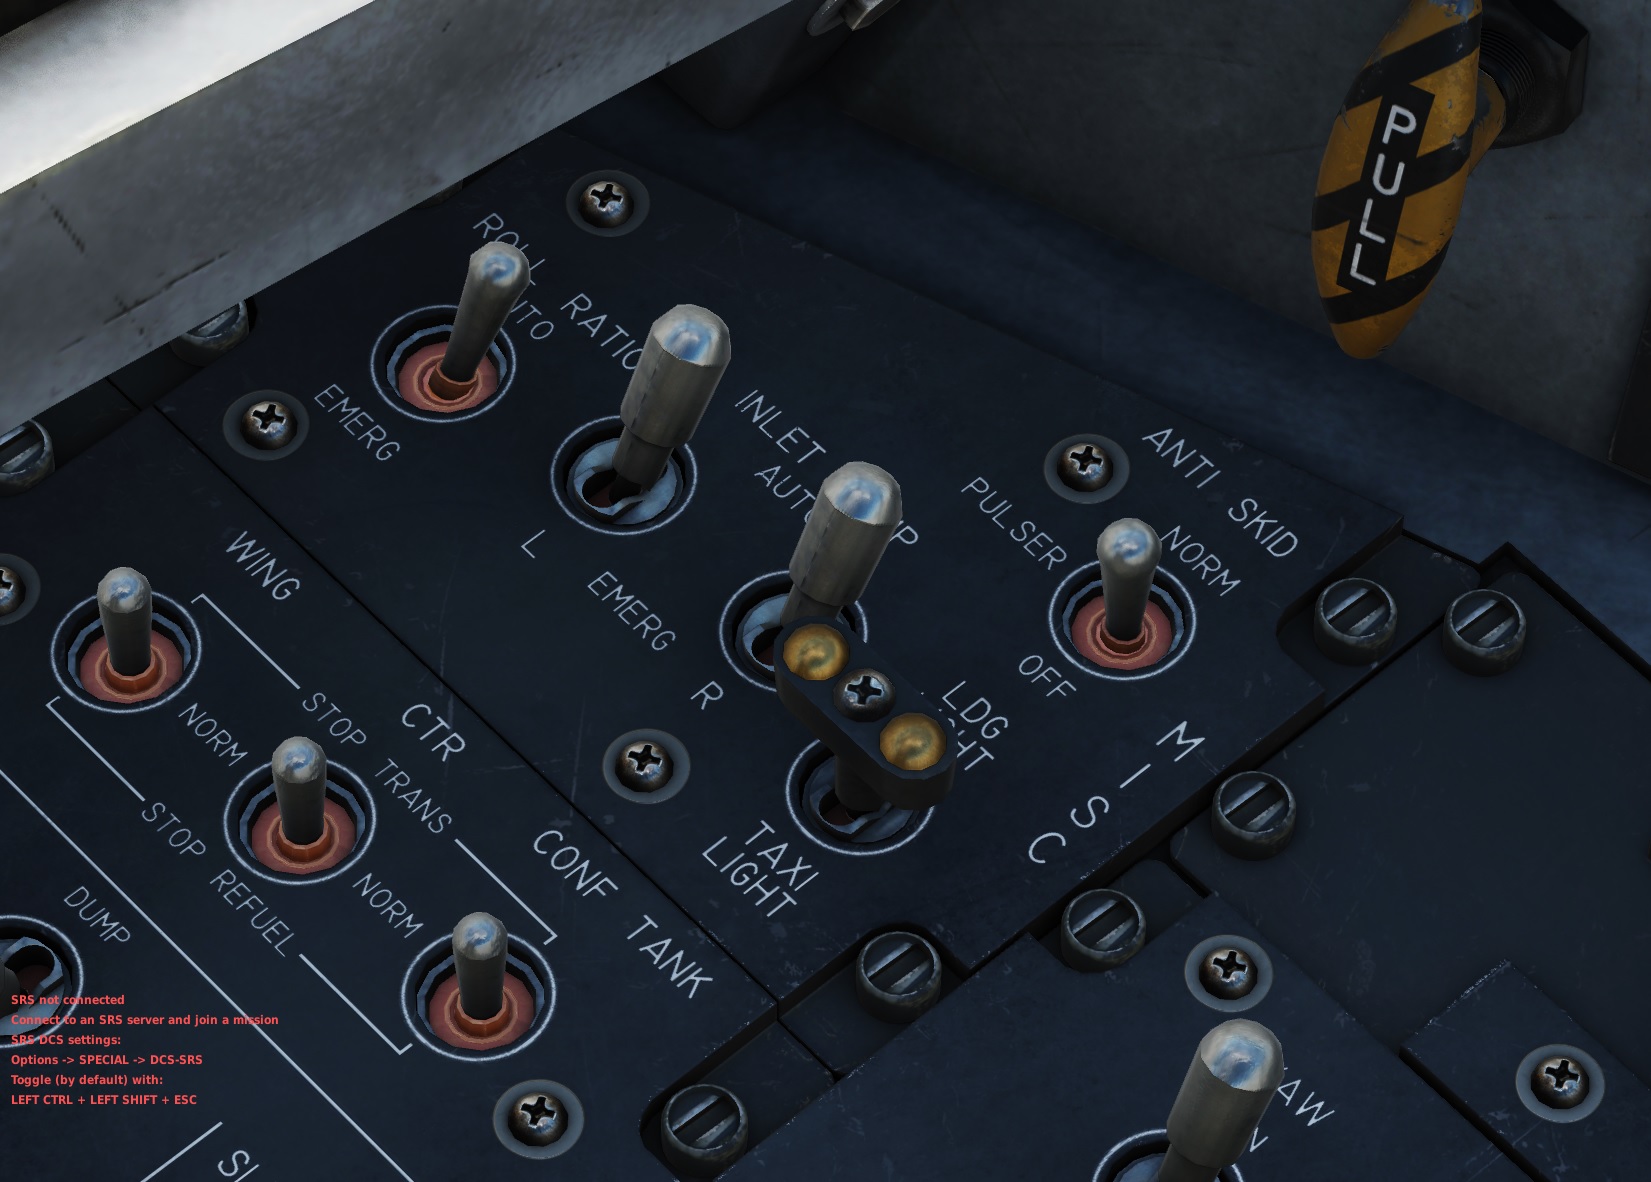 PULL
ROLL
RATIO
EMERG
INLET
L
EMERG
R
ANTI SKID
PULSER
NORM
OFF
LDG
TAXI
LIGHT
MISC
WING
NORM
STOP
TRANS
CTR
STOP
REFUEL
NORM
CONF TANK
DUMP
SRS not connected
Connect to an SRS server and join a mission
SRS DCS settings:
Options -> SPECIAL -> DCS-SRS
Toggle (by default) with:
LEFT CTRL + LEFT SHIFT + ESC